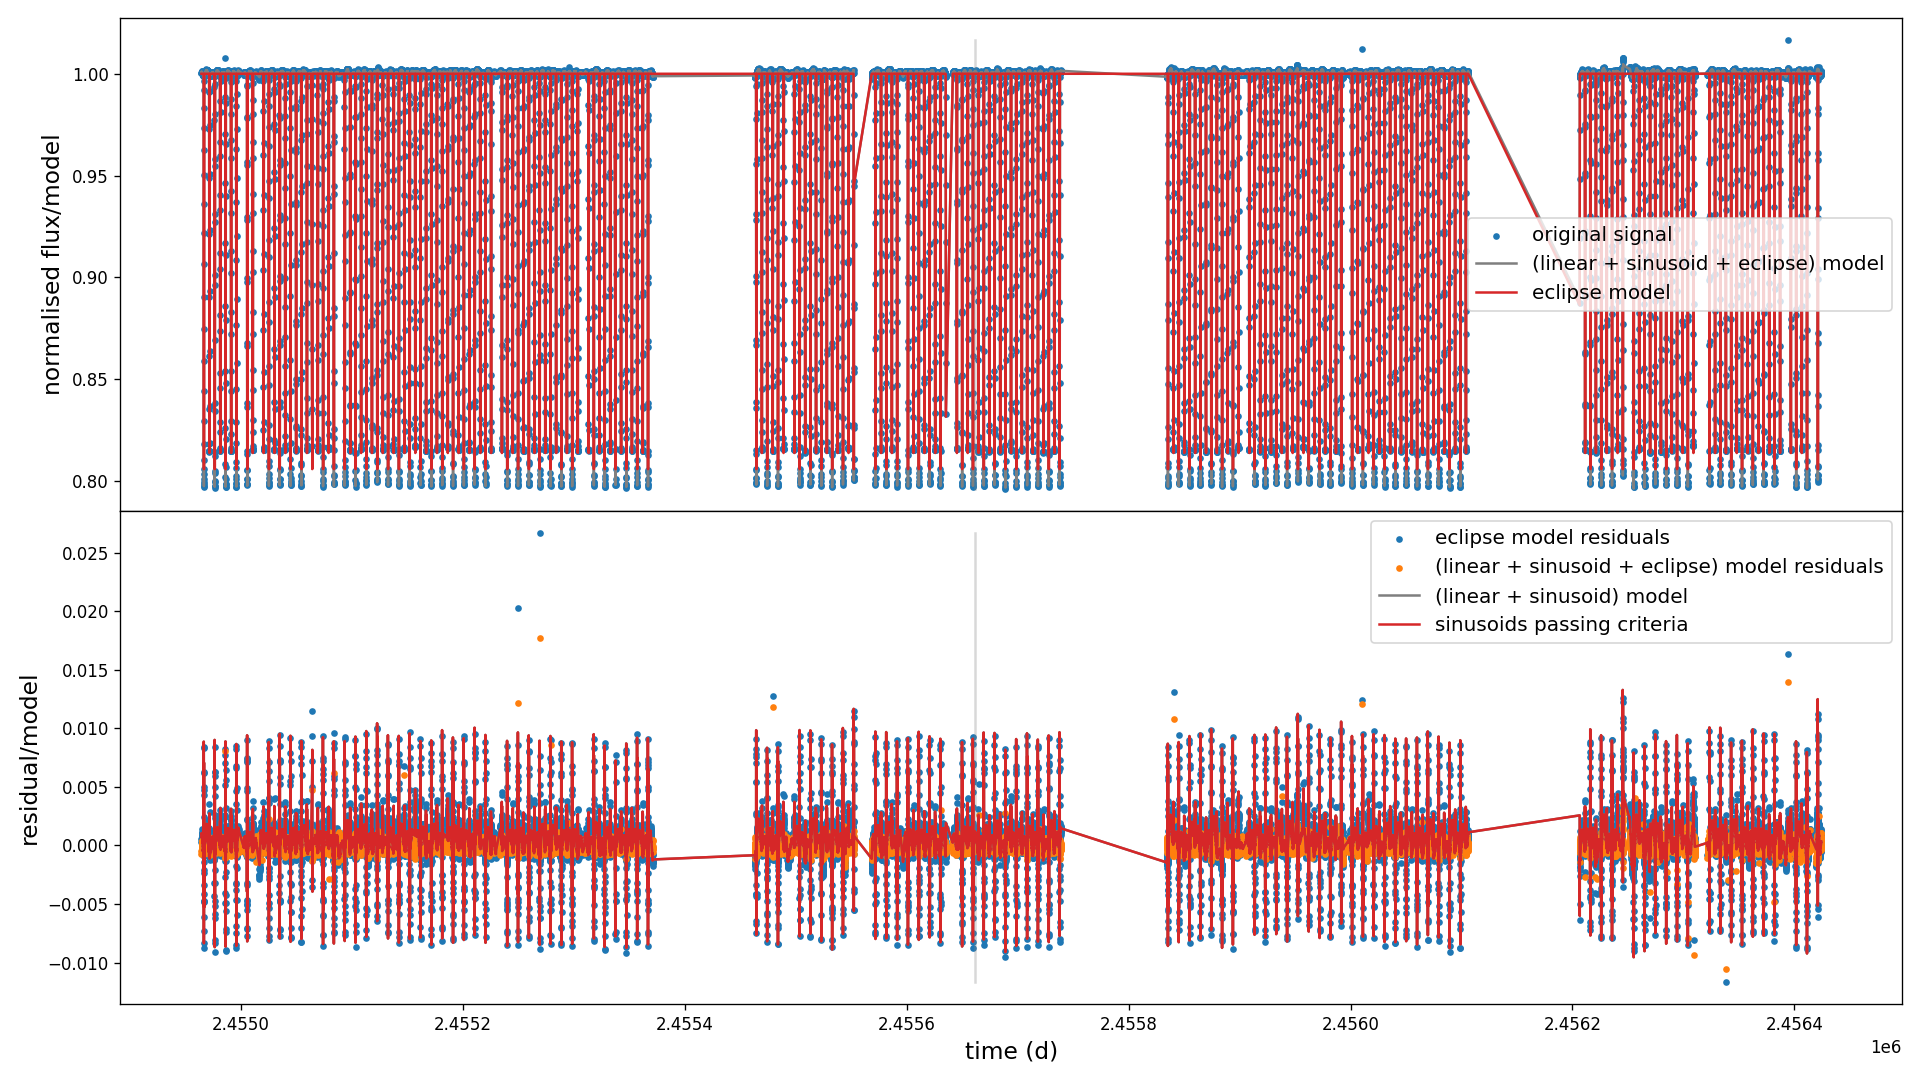 normalised flux/model
1.00
0.95
0.90
0.85
0.80
original signal
(linear + sinusoid + eclipse) model
eclipse model
residual/model
0.025
0.020
0.015
0.010
0.005
0.000
−0.005
−0.010
eclipse model residuals
(linear + sinusoid + eclipse) model residuals
(linear + sinusoid) model
sinusoids passing criteria
2.4550 2.4552 2.4554 2.4556 2.4558 2.4560 2.4562 2.4564
1e6
time (d)